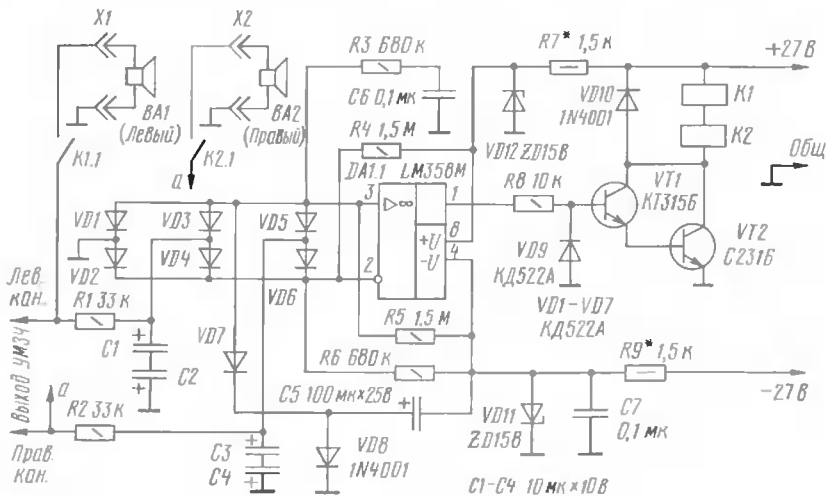 X1
X2
R3 680 к
R7* 1,5 к
+27 В
C6 0,1 мк
VD10
1N4001
K1
BA1
(Левый)
BA2
(Правый)
R4 1,5 М
VD12 ZD15В
K2
K1.1
K2.1
а
DA1.1 LM358M
Общ
3
1
R8 10 к
VT1
КТ315Б
VD1
VD3
VD5
+U
8
-U
4
VT2
C2316
VD2
VD4
2
VD9
КД522А
Лев.
кан.
R1 33 к
VD6
VD1-VD7
КД522А
Выход УМЗЧ
C1
VD7
R5 1,5 М
R9* 1,5 к
C2
R6 680 к
-27 В
а
C5 100 мк×25В
R2 33 к
VD11
ZD15В
C7
0,1 мк
Прав.
кан.
C3
C4
VD8
1N4001
C1-C4 10 мк×10 В